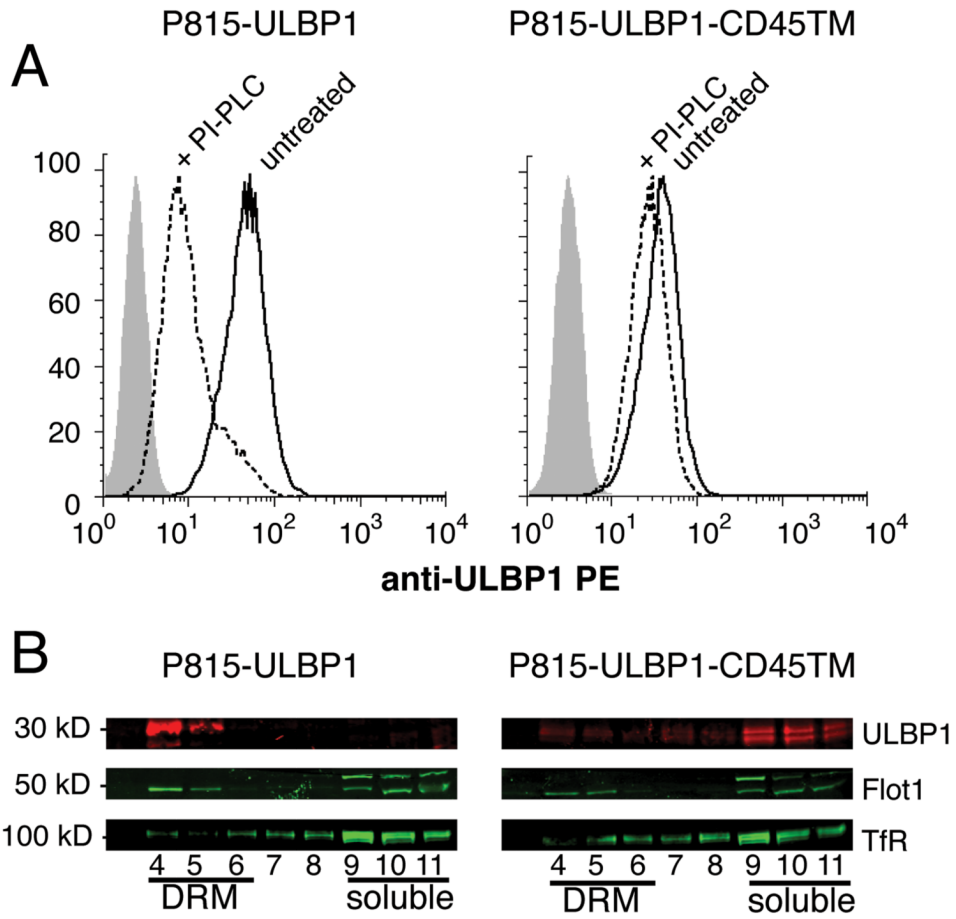 P815-ULBP1 P815-ULBP1-CD45TM
A
+ PI-PLC untreated + PI-PLC untreated
100
80
60
40
20
0
10^0 10^1 10^2 10^3 10^4 10^0 10^1 10^2 10^3 10^4
anti-ULBP1 PE
B
P815-ULBP1 P815-ULBP1-CD45TM
30 kD ULBP1
50 kD Flot1
100 kD TfR
4 5 6 7 8 9 10 11 4 5 6 7 8 9 10 11
DRM soluble DRM soluble